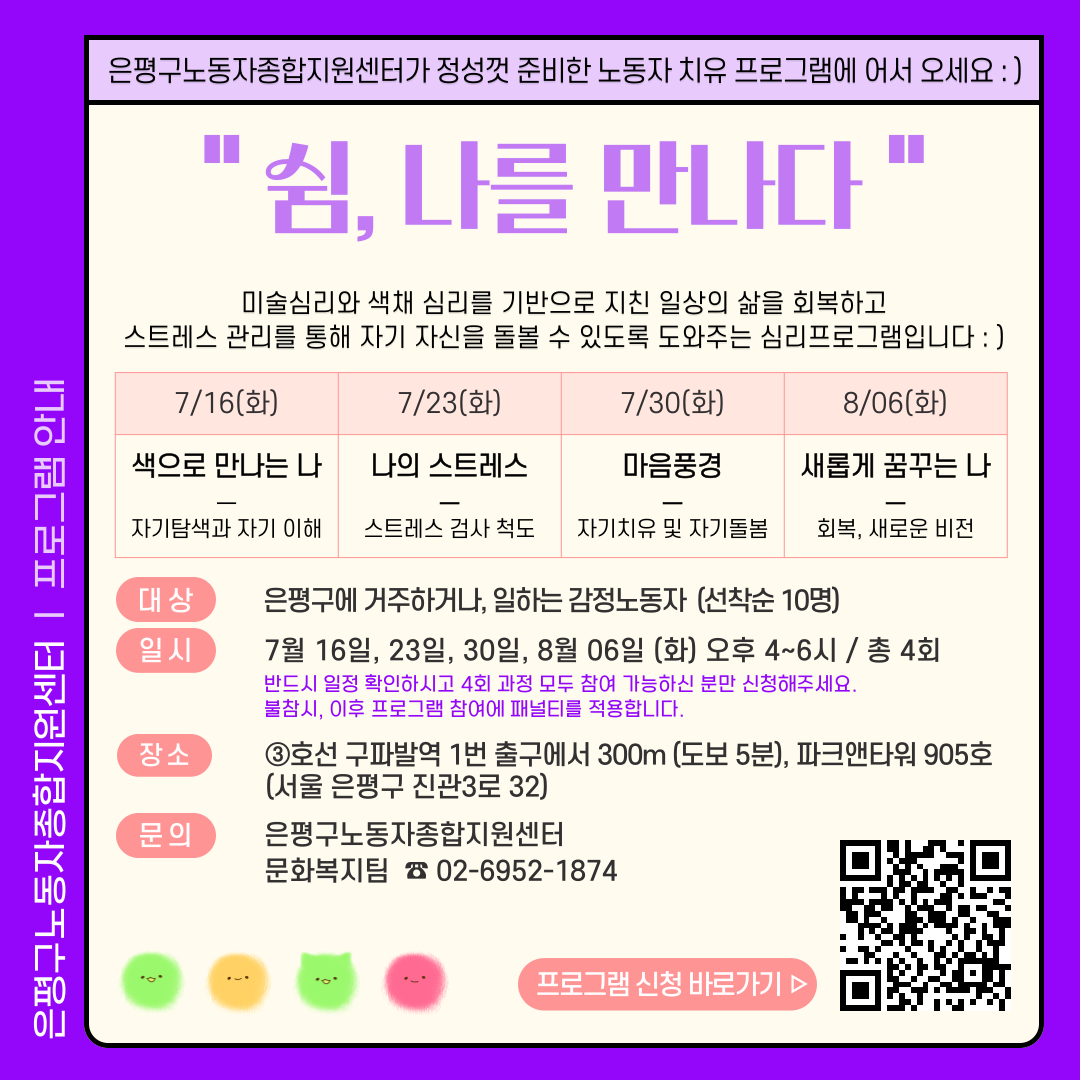 은평구노동자종합지원센터가 정성껏 준비한 노동자 치유 프로그램에 어서 오세요 : )
" 쉼, 나를 만나다 "
미술심리와 색채 심리를 기반으로 지친 일상의 삶을 회복하고
스트레스 관리를 통해 자기 자신을 돌볼 수 있도록 도와주는 심리프로그램입니다 : )
7/16(화) 7/23(화) 7/30(화) 8/06(화)
색으로 만나는 나 나의 스트레스 마음풍경 새롭게 꿈꾸는 나
— — — —
자기탐색과 자기 이해 스트레스 검사 척도 자기치유 및 자기돌봄 회복, 새로운 비전
대 상 은평구에 거주하거나, 일하는 감정노동자 (선착순 10명)
일 시 7월 16일, 23일, 30일, 8월 06일 (화) 오후 4~6시 / 총 4회
반드시 일정 확인하시고 4회 과정 모두 참여 가능하신 분만 신청해주세요.
불참시, 이후 프로그램 참여에 패널티를 적용합니다.
장 소 ③호선 구파발역 1번 출구에서 300m (도보 5분), 파크앤타워 905호
(서울 은평구 진관3로 32)
문 의 은평구노동자종합지원센터
문화복지팀 ☎ 02-6952-1874
프로그램 신청 바로가기 ▷
은평구노동자종합지원센터 ㅣ 프로그램 안내